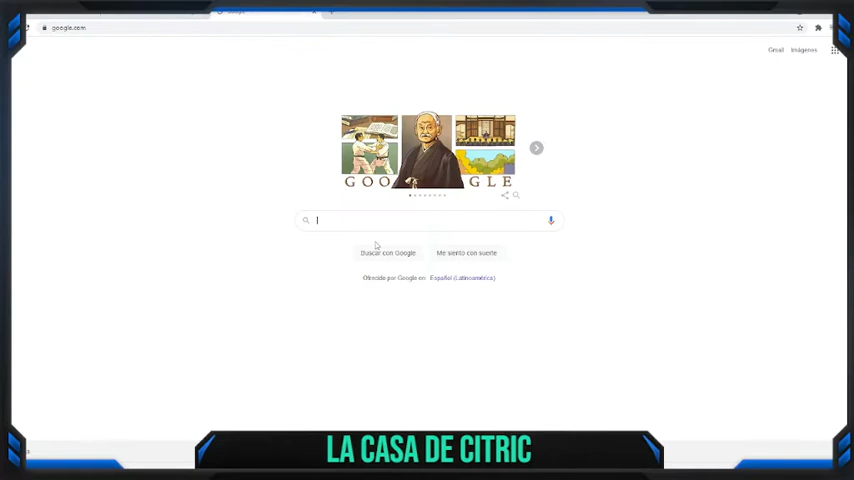 google.com
Gmail Imágenes
GOO GLE
Buscar con Google Me siento con suerte
Ofrecido por Google en Español (Latinoamérica)
LA CASA DE CITRIC